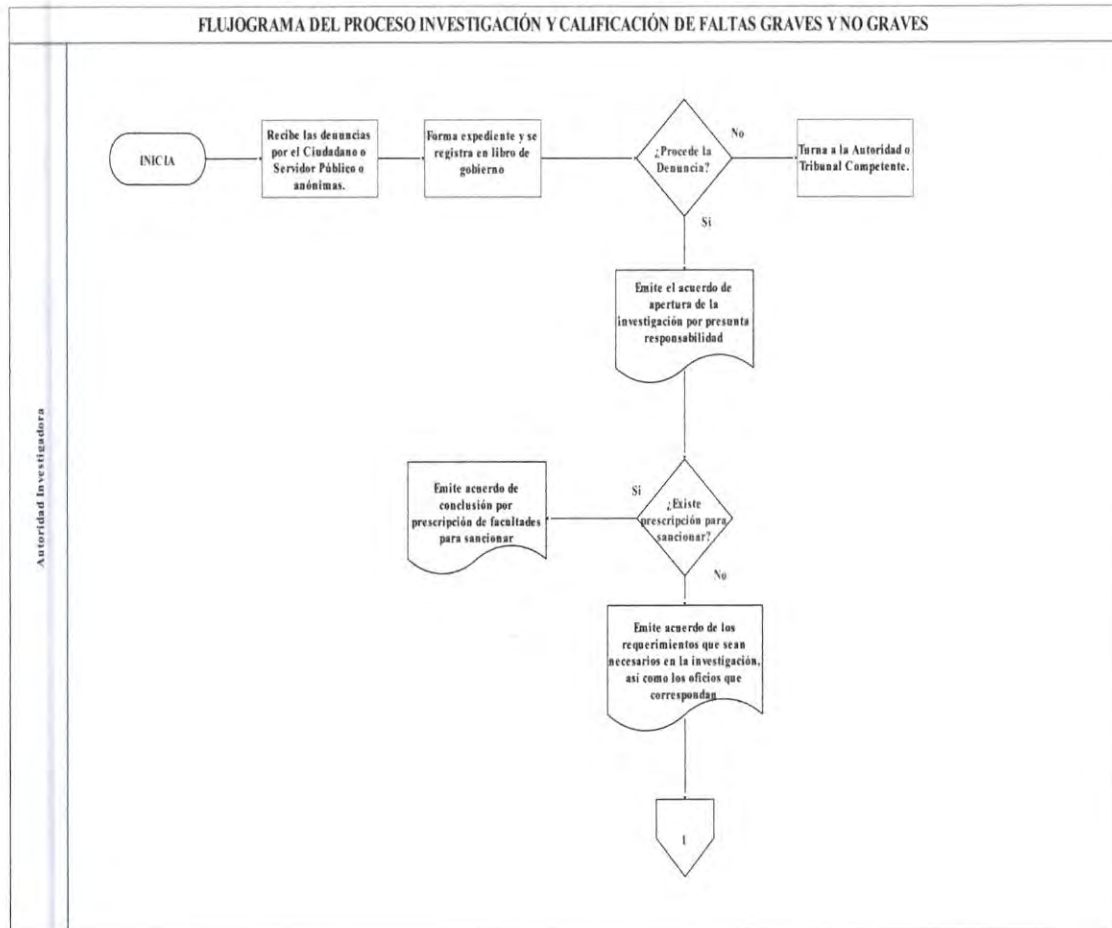 FLUJOGRAMA DEL PROCESO INVESTIGACIÓN Y CALIFICACIÓN DE FALTAS GRAVES Y NO GRAVES
Autoridad Investigadora
INICIA
Recibe las denuncias
por el Ciudadano o
Servidor Público o
anónimas.
Forma expediente y se
registra en libro de
gobierno
¿Procede la
Denuncia?
No
Turna a la Autoridad o
Tribunal Competente.
Si
Emite el acuerdo de
apertura de la
investigación por presunta
responsabilidad
¿Existe
prescripción para
sancionar?
Si
Emite acuerdo de
conclusión por
prescripción de facultades
para sancionar
No
Emite acuerdo de los
requerimientos que sean
necesarios en la investigación,
asi como los oficios que
correspondan
1